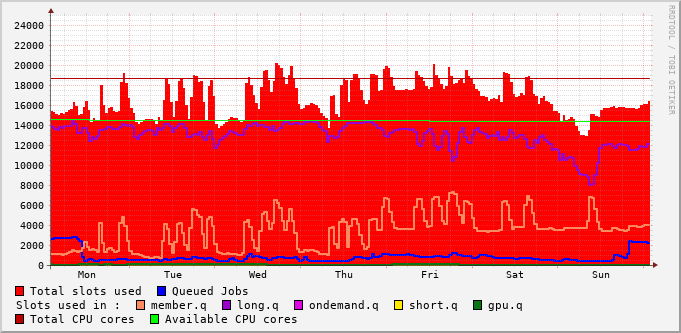 24000
22000
20000
18000
16000
14000
12000
10000
8000
6000
4000
2000
0
Mon Tue Wed Thu Fri Sat Sun
Total slots used Queued Jobs
Slots used in : member.q long.q ondemand.q short.q gpu.q
Total CPU cores Available CPU cores
RRDTOOL / TOBI OETIKER